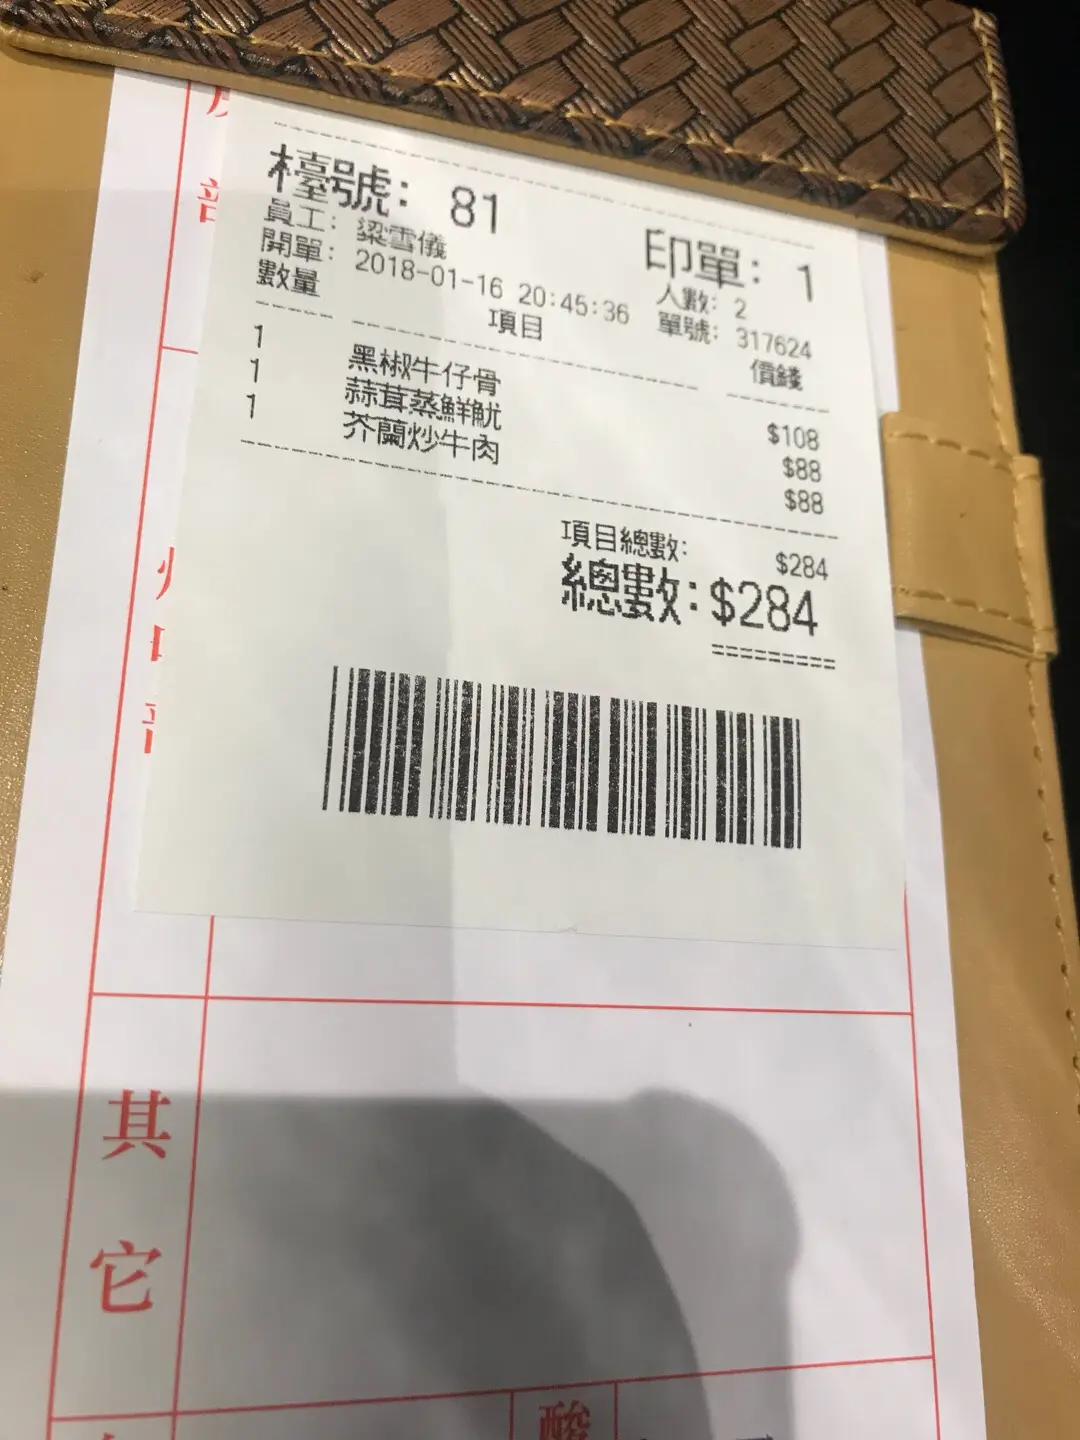 部
檯號: 81
印單: 1
員工: 梁雪儀
人數: 2
開單: 2018-01-16 20:45:36
單號: 317624
數量 項目 價錢
1 黑椒牛仔骨 $108
1 蒜茸蒸鮮魷 $88
1 芥蘭炒牛肉 $88
項目總數: $284
總數: $284
=========
其
它
酸